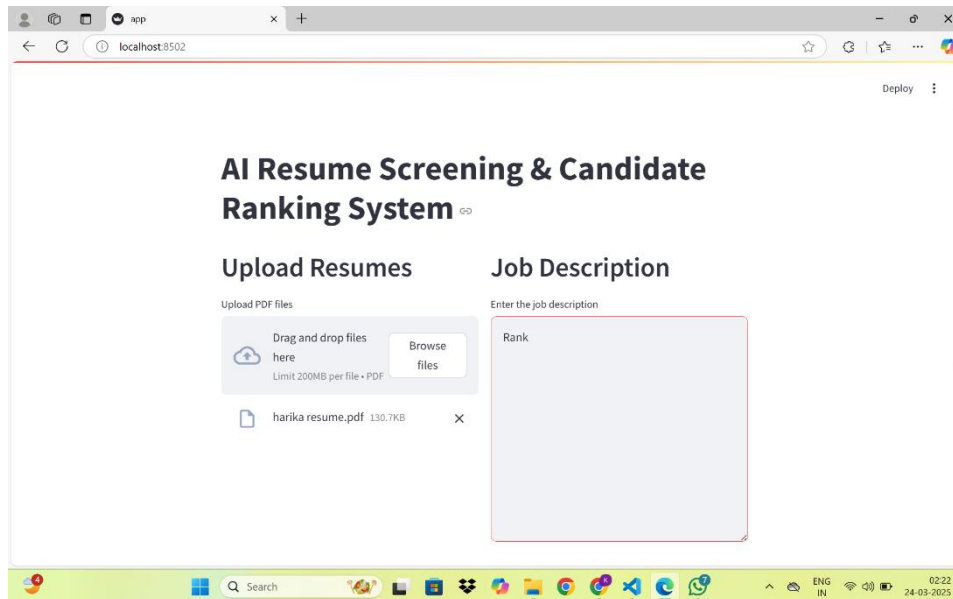 app
localhost:8502
Deploy
AI Resume Screening & Candidate
Ranking System
Upload Resumes
Upload PDF files
Drag and drop files
here
Limit 200MB per file • PDF
Browse
files
harika resume.pdf 130.7KB
Job Description
Enter the job description
Rank
4
Search
7
ENG
IN
02:22
24-03-2025